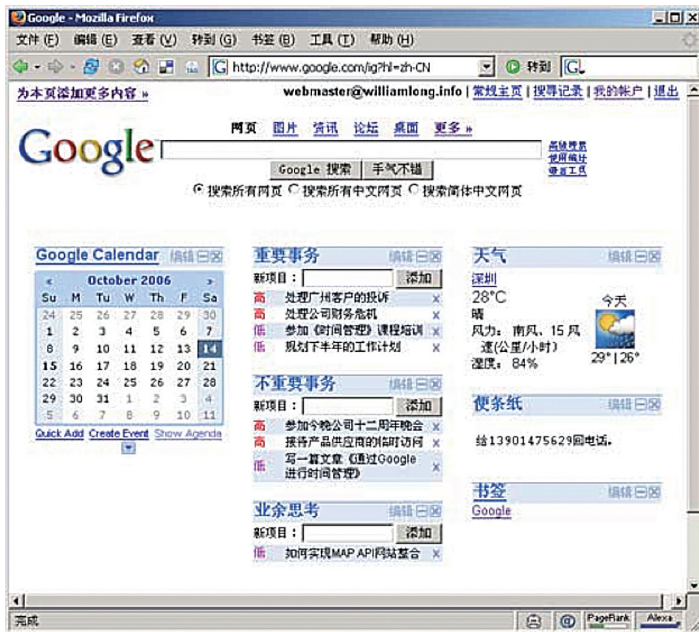 Google - Mozilla Firefox
文件(F) 编辑(E) 查看(V) 转到(G) 书签(B) 工具(T) 帮助(H)
http://www.google.com/ig?hl=zh-CN 转到 G
为本页添加更多内容 »
webmaster@williamlong.info | 常规主页 | 搜寻记录 | 我的帐户 | 退出
网页 图片 资讯 论坛 桌面 更多 »
Google
高级搜索
使用偏好
语言工具
Google 搜索 手气不错
搜索所有网页 搜索所有中文网页 搜索简体中文网页
Google Calendar 编辑
« October 2006 »
Su M Tu W Th F Sa
24 25 26 27 28 29 30
1 2 3 4 5 6 7
8 9 10 11 12 13 14
15 16 17 18 19 20 21
22 23 24 25 26 27 28
29 30 31 1 2 3 4
5 6 7 8 9 10 11
Quick Add Create Event Show Agenda
重要事务 编辑
新项目: 添加
高 处理广州客户的投诉 x
高 处理公司财务危机 x
低 参加《时间管理》课程培训 x
低 规划下半年的工作计划 x
不重要事务 编辑
新项目: 添加
高 参加今晚公司十二周年晚会 x
高 接待产品供应商的临时访问 x
低 写一篇文章《通过Google
进行时间管理》 x
业余思考 编辑
新项目: 添加
低 如何实现MAP API网站整合 x
天气 编辑
深圳
28°C
晴
风力: 南风、15 风
速(公里/小时)
湿度: 84%
今天
29°|26°
便条纸 编辑
给13901475629回电话。
书签 编辑
Google
完成 PageRank Alexa